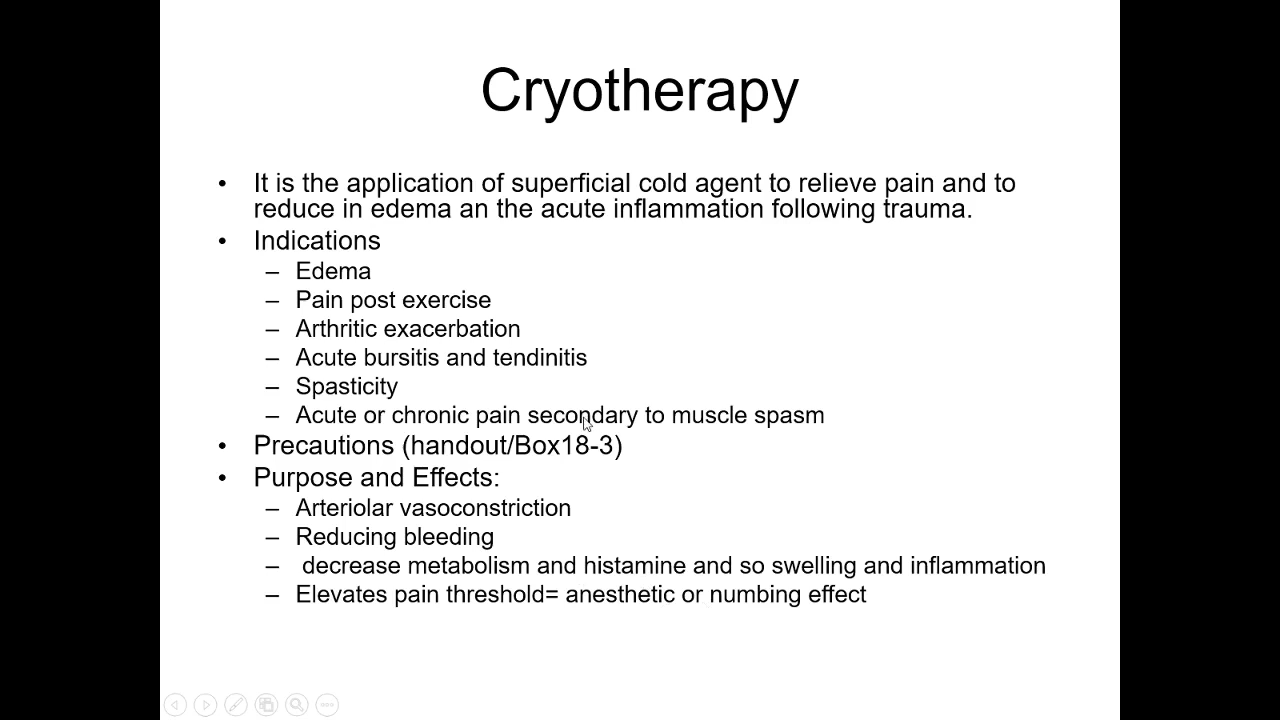 Cryotherapy
• It is the application of superficial cold agent to relieve pain and to
reduce in edema an the acute inflammation following trauma.
• Indications
– Edema
– Pain post exercise
– Arthritic exacerbation
– Acute bursitis and tendinitis
– Spasticity
– Acute or chronic pain secondary to muscle spasm
• Precautions (handout/Box18-3)
• Purpose and Effects:
– Arteriolar vasoconstriction
– Reducing bleeding
– decrease metabolism and histamine and so swelling and inflammation
– Elevates pain threshold= anesthetic or numbing effect